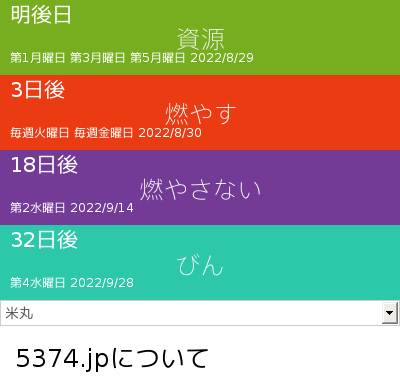 明後日
資源
第1月曜日 第3月曜日 第5月曜日 2022/8/29
3日後
燃やす
毎週火曜日 毎週金曜日 2022/8/30
18日後
燃やさない
第2水曜日 2022/9/14
32日後
びん
第4水曜日 2022/9/28
米丸
5374.jpについて